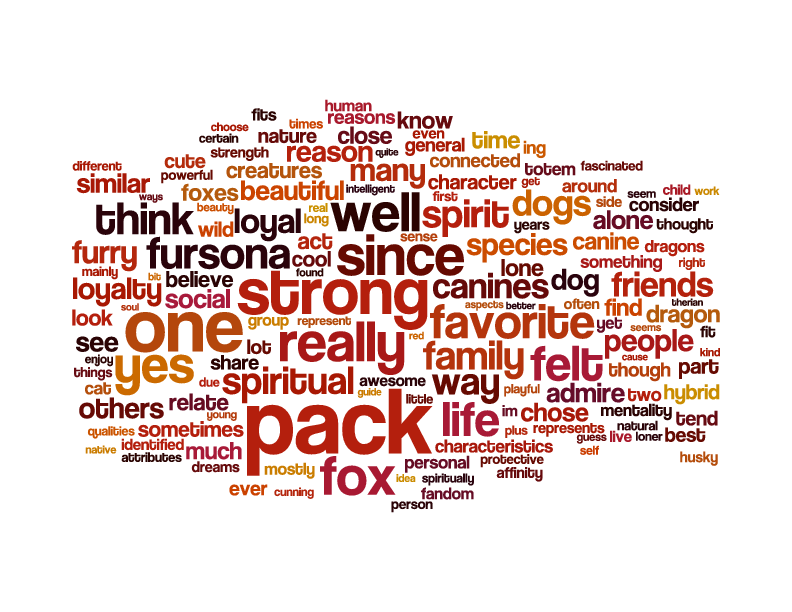 human
fits
reasons
know
choose
times
certain
nature
close
even
time
general
ing
strength
reason
quite
connected
different
cute
many
totem
fascinated
powerful
creatures
character
get
around
similar
foxes
beautiful
intelligent
seem
child
work
ways
first
dogs
side
consider
beauty
real
well
spirit
years
alone
thought
think
wild
loyal
long
act
sense
species
canine
dragons
furry
fursona
cool
since
lone
something
right
mainly
believe
found
canines
dog
friends
loyalty
bit
social
strong
aspects
better
often
find
therian
dragon
soul
look
one
group
represent
red
favorite
yet
seems
fit
see
really
people
cause
kind
enjoy
yes
share
lot
family
felt
though
part
things
cat
due
spiritual
awesome
way
playful
admire
two
hybrid
guide
little
others
relate
young
pack
life
im
chose
mentality
tend
qualities
sometimes
plus
represents
natural
guess
live
loner
best
native
identified
much
characteristics
self
attributes
dreams
mostly
fox
personal
protective
husky
idea
spiritually
affinity
ever
cunning
fandom
person